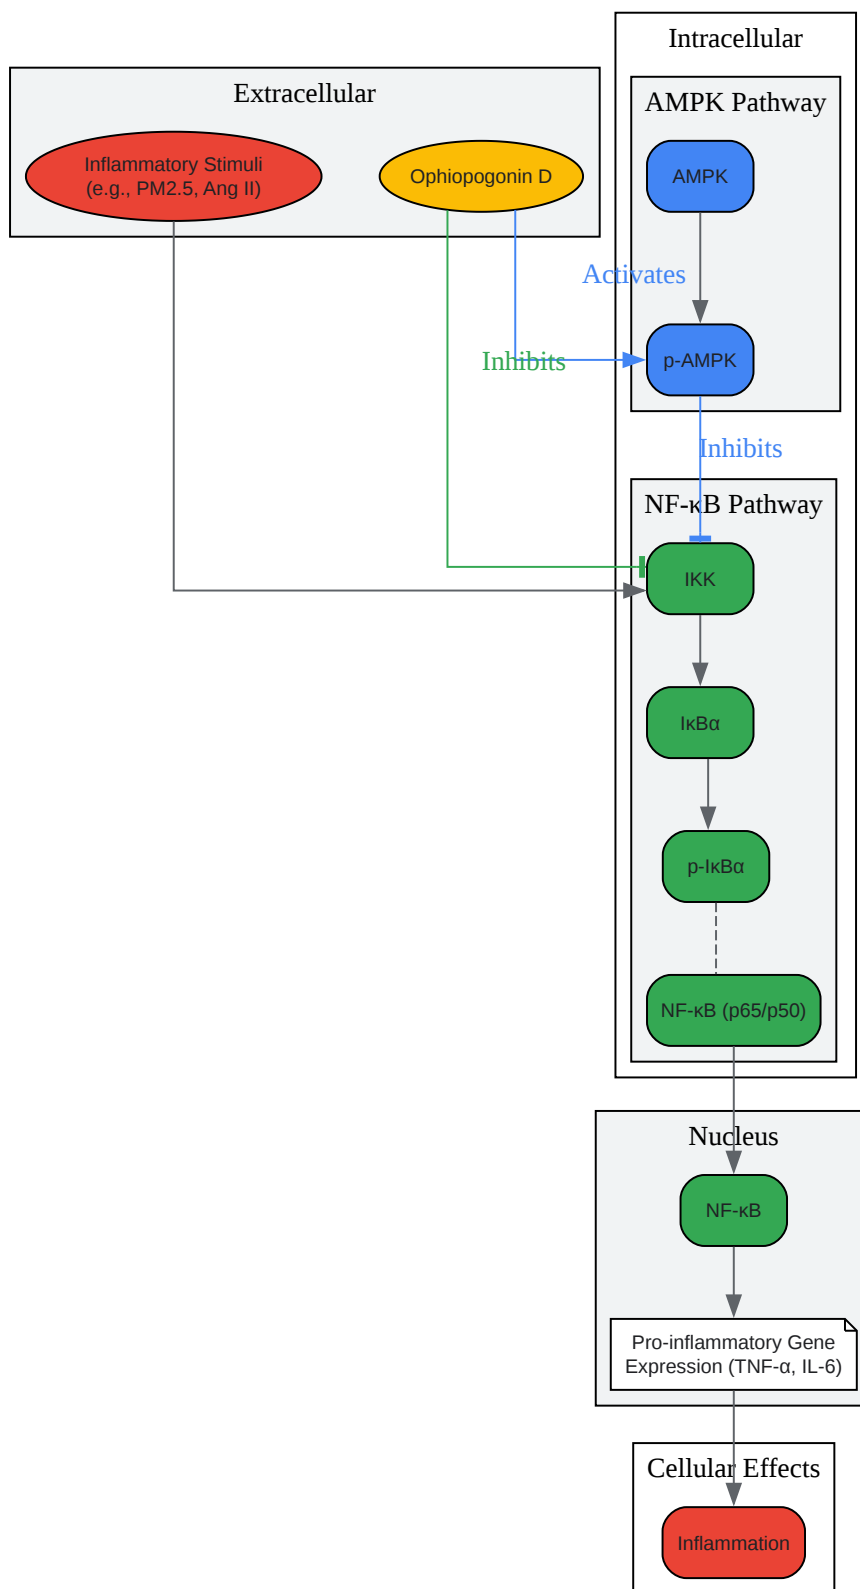 Intracellular
Extracellular
AMPK Pathway
Inflammatory Stimuli
(e.g., PM2.5, Ang II)
Ophiopogonin D
AMPK
Activates
Inhibits
p-AMPK
Inhibits
NF-κB Pathway
IKK
IκBα
p-IκBα
NF-κB (p65/p50)
Nucleus
NF-κB
Pro-inflammatory Gene
Expression (TNF-α, IL-6)
Cellular Effects
Inflammation